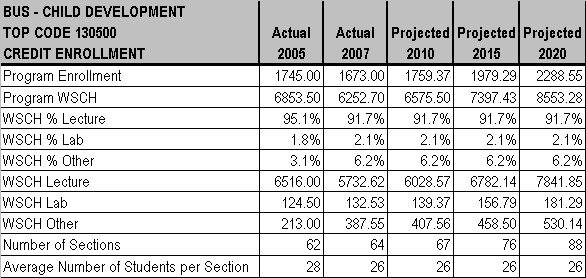 BUS - CHILD DEVELOPMENT
TOP CODE 130500 Actual Actual Projected Projected Projected
CREDIT ENROLLMENT 2005 2007 2010 2015 2020
Program Enrollment 1745.00 1673.00 1759.37 1979.29 2288.55
Program WSCH 6853.50 6252.70 6575.50 7397.43 8553.28
WSCH % Lecture 95.1% 91.7% 91.7% 91.7% 91.7%
WSCH % Lab 1.8% 2.1% 2.1% 2.1% 2.1%
WSCH % Other 3.1% 6.2% 6.2% 6.2% 6.2%
WSCH Lecture 6516.00 5732.62 6028.57 6782.14 7841.85
WSCH Lab 124.50 132.53 139.37 156.79 181.29
WSCH Other 213.00 387.55 407.56 458.50 530.14
Number of Sections 62 64 67 76 88
Average Number of Students per Section 28 26 26 26 26